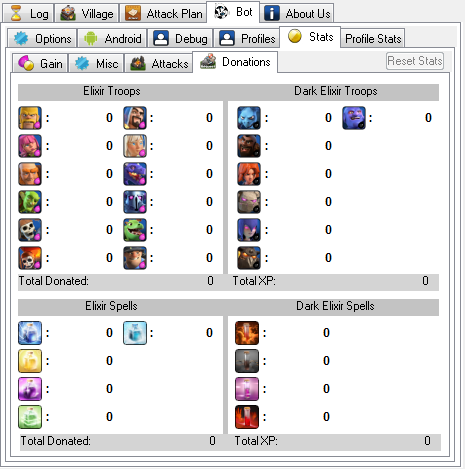 Log Village Attack Plan Bot About Us
Options Android Debug Profiles Stats Profile Stats
Gain Misc Attacks Donations Reset Stats
Elixir Troops Dark Elixir Troops
: 0 : 0 : 0 : 0
: 0 : 0 : 0
: 0 : 0 : 0
: 0 : 0 : 0
: 0 : 0 : 0
: 0 : 0 : 0
Total Donated: 0 Total XP: 0
Elixir Spells Dark Elixir Spells
: 0 : 0 : 0
: 0 : 0
: 0 : 0
: 0 : 0
Total Donated: 0 Total XP: 0